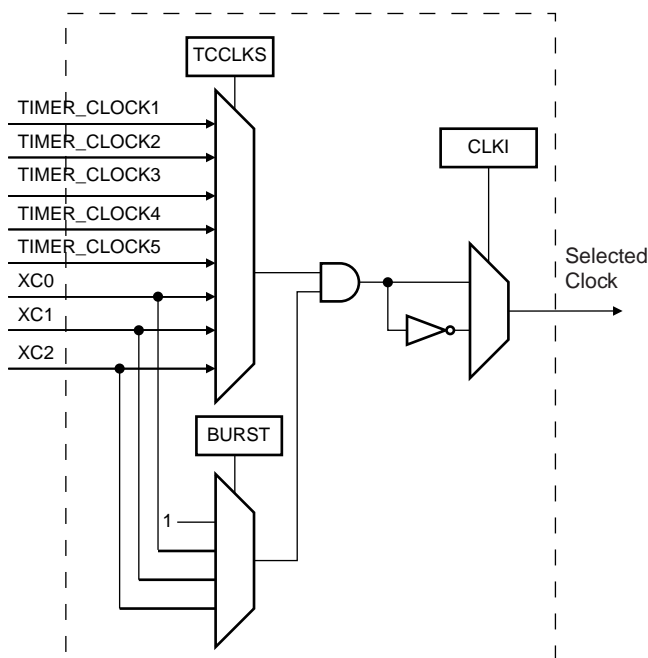 TCCLKS
TIMER_CLOCK1
TIMER_CLOCK2
TIMER_CLOCK3
TIMER_CLOCK4
TIMER_CLOCK5
XC0
XC1
XC2
CLKI
Selected
Clock
BURST
1